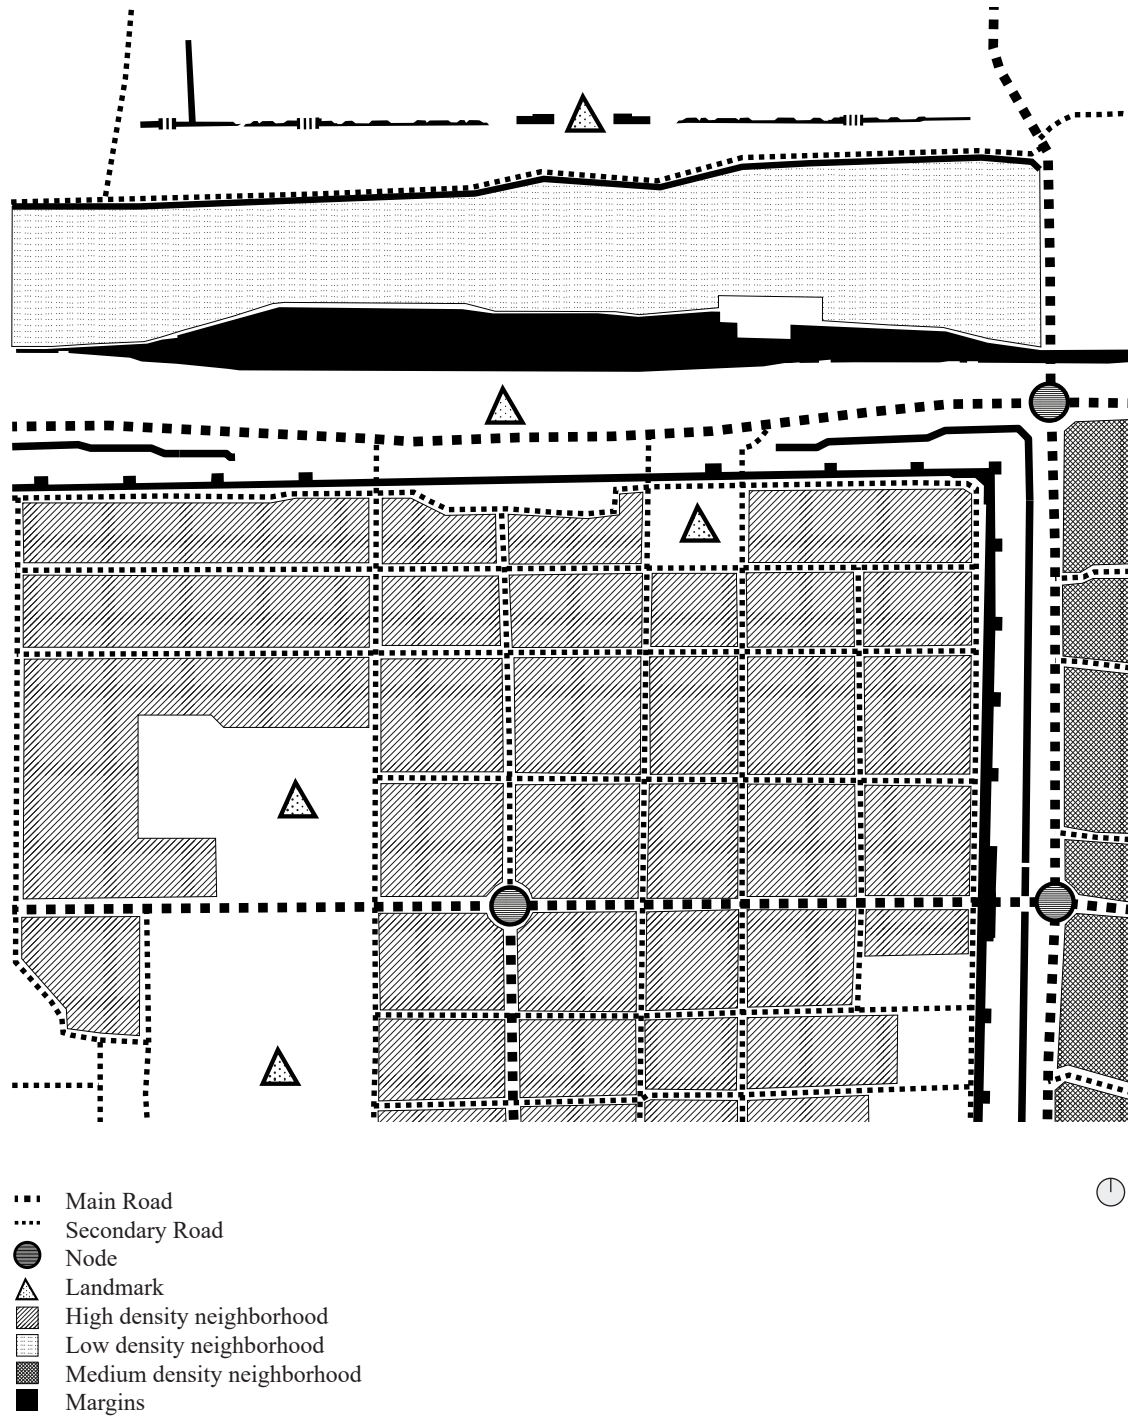 Main Road
Secondary Road
Node
Landmark
High density neighborhood
Low density neighborhood
Medium density neighborhood
Margins